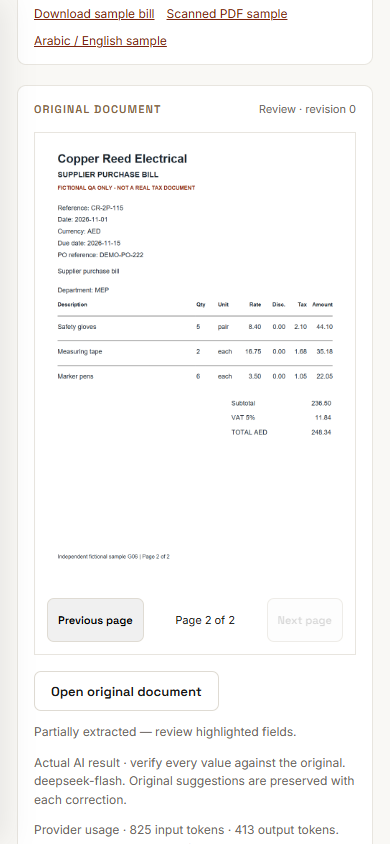 Download sample bill Scanned PDF sample
Arabic / English sample
ORIGINAL DOCUMENT Review · revision 0
Copper Reed Electrical
SUPPLIER PURCHASE BILL
FICTIONAL QA ONLY - NOT A REAL TAX DOCUMENT
Reference: CR-2P-115
Date: 2026-11-01
Currency: AED
Due date: 2026-11-15
PO reference: DEMO-PO-222
Supplier purchase bill
Department: MEP
Description Qty Unit Rate Disc. Tax Amount
Safety gloves 5 pair 8.40 0.00 2.10 44.10
Measuring tape 2 each 16.75 0.00 1.68 35.18
Marker pens 6 each 3.50 0.00 1.05 22.05
Subtotal 236.50
VAT 5% 11.84
TOTAL AED 248.34
Independent fictional sample G06 | Page 2 of 2
Previous page Page 2 of 2 Next page
Open original document
Partially extracted — review highlighted fields.
Actual AI result · verify every value against the original.
deepseek-flash. Original suggestions are preserved with
each correction.
Provider usage · 825 input tokens · 413 output tokens.